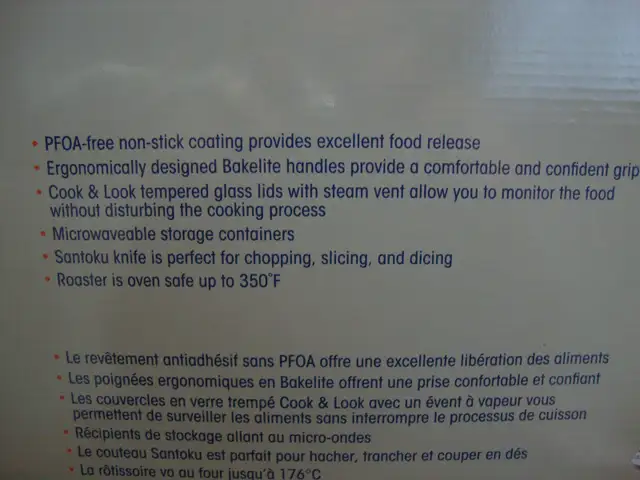 • PFOA-free non-stick coating provides excellent food release
• Ergonomically designed Bakelite handles provide a comfortable and confident grip
• Cook & Look tempered glass lids with steam vent allow you to monitor the food
without disturbing the cooking process
• Microwaveable storage containers
• Santoku knife is perfect for chopping, slicing, and dicing
• Roaster is oven safe up to 350°F
• Le revêtement antiadhésif sans PFOA offre une excellente libération des aliments
• Les poignées ergonomiques en Bakelite offrent une prise confortable et confiant
• Les couvercles en verre trempé Cook & Look avec un évent à vapeur vous
permettent de surveiller les aliments sans interrompre le processus de cuisson
• Récipients de stockage allant au micro-ondes
• Le couteau Santoku est parfait pour hacher, trancher et couper en dés
• La rôtissoire va au four jusqu'à 176°C